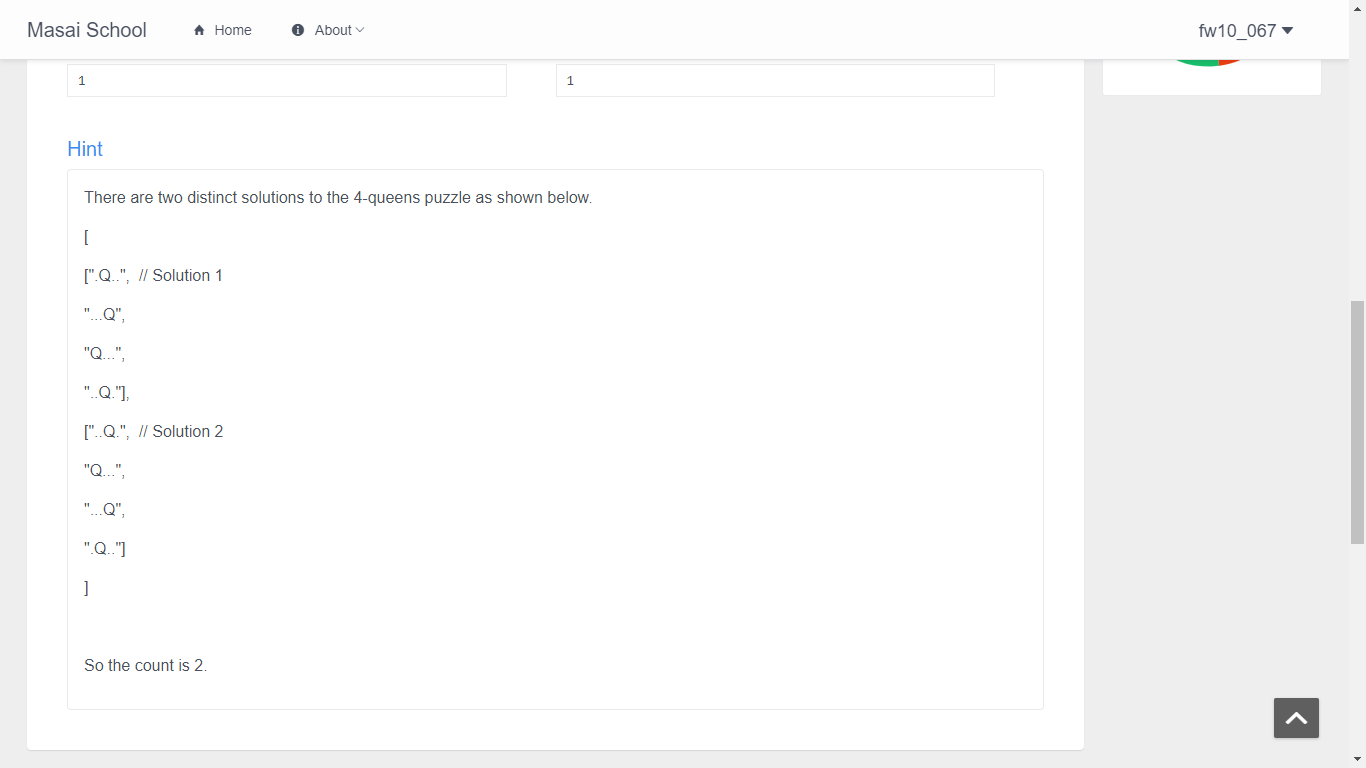 Masai School
Home
About
fw10_067
1
1
Hint
There are two distinct solutions to the 4-queens puzzle as shown below.
[
[".Q..",  // Solution 1
"...Q",
"Q...",
"..Q."],
["..Q.",  // Solution 2
"Q...",
"...Q",
".Q.."]
]
So the count is 2.